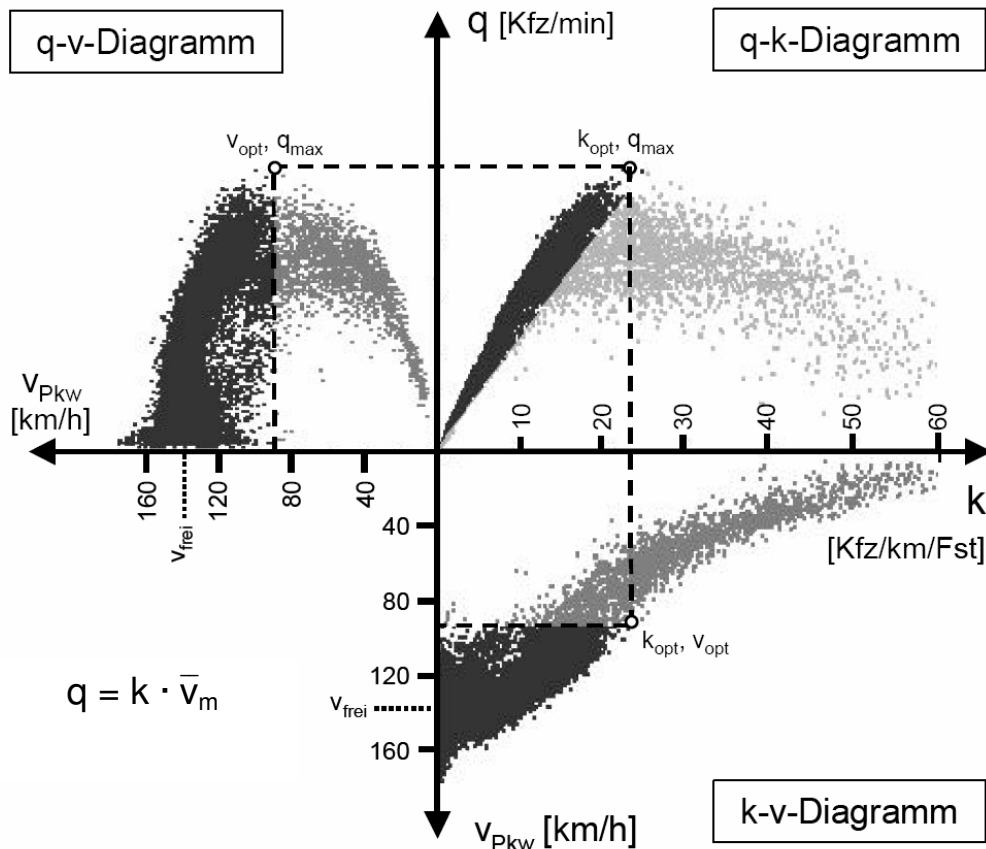 q-v-Diagramm
q [Kfz/min]
q-k-Diagramm
v_opt, q_max
k_opt, q_max
v_Pkw
[km/h]
160
120
80
40
v_frei
10
20
30
40
50
60
k
[Kfz/km/Fst]
40
80
120
160
k_opt, v_opt
v_frei
q = k · v̄_m
v_Pkw [km/h]
k-v-Diagramm